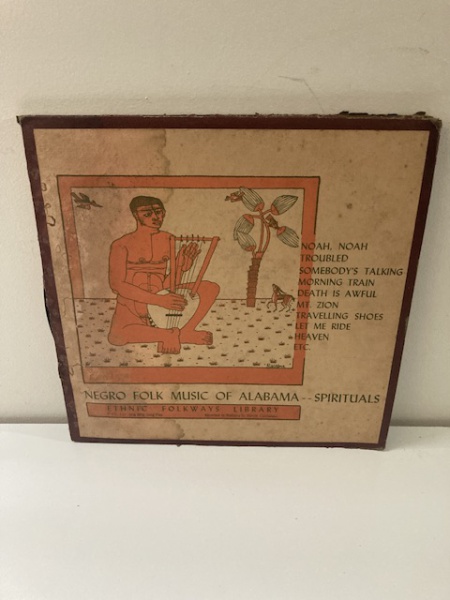 NOAH, NOAH
TROUBLED
SOMEBODY'S TALKING
MORNING TRAIN
DEATH IS AWFUL
MT. ZION
TRAVELLING SHOES
LET ME RIDE
HEAVEN
ETC.
NEGRO FOLK MUSIC OF ALABAMA -- SPIRITUALS
ETHNIC FOLKWAYS LIBRARY